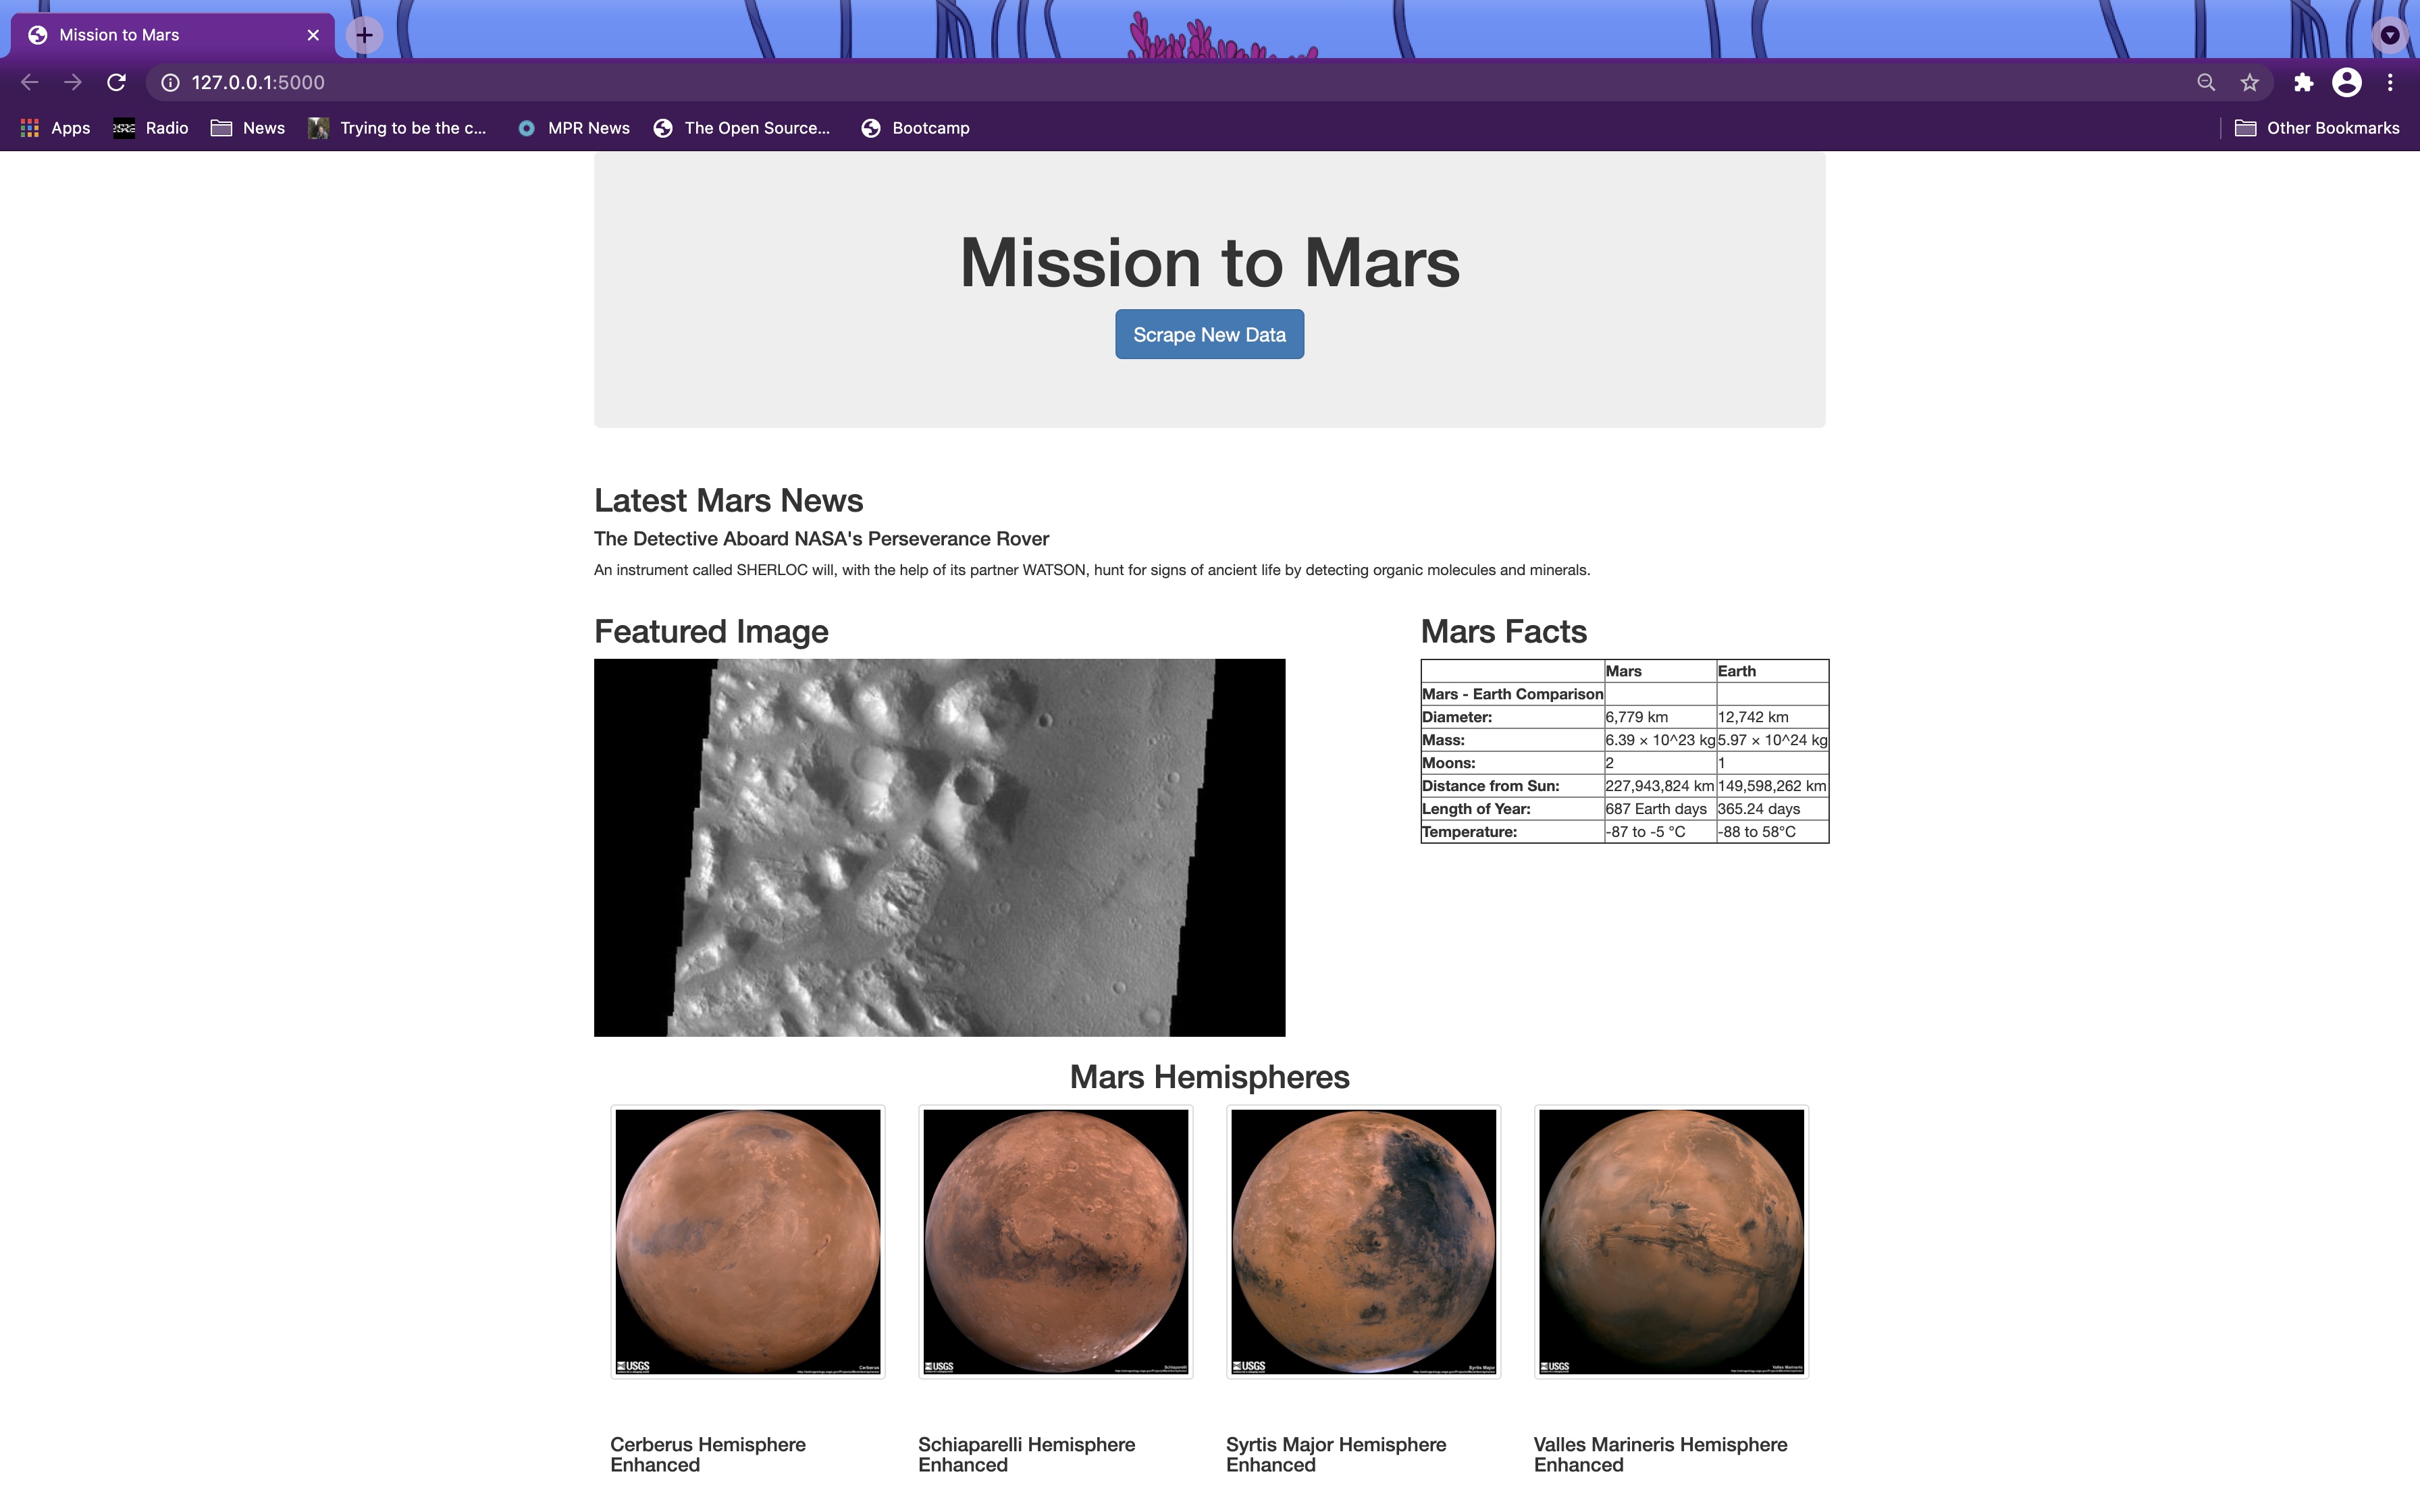 Mission to Mars
127.0.0.1:5000
Apps Radio News Trying to be the c... MPR News The Open Source... Bootcamp Other Bookmarks
Mission to Mars
Scrape New Data
Latest Mars News
The Detective Aboard NASA's Perseverance Rover
An instrument called SHERLOC will, with the help of its partner WATSON, hunt for signs of ancient life by detecting organic molecules and minerals.
Featured Image
Mars Facts
Mars Earth
Mars - Earth Comparison
Diameter: 6,779 km 12,742 km
Mass: 6.39 × 10^23 kg 5.97 × 10^24 kg
Moons: 2 1
Distance from Sun: 227,943,824 km 149,598,262 km
Length of Year: 687 Earth days 365.24 days
Temperature: -87 to -5 °C -88 to 58°C
Mars Hemispheres
USGS Cerberus
USGS Schiaparelli
USGS Syrtis Major
USGS Valles Marineris
Cerberus Hemisphere
Enhanced
Schiaparelli Hemisphere
Enhanced
Syrtis Major Hemisphere
Enhanced
Valles Marineris Hemisphere
Enhanced